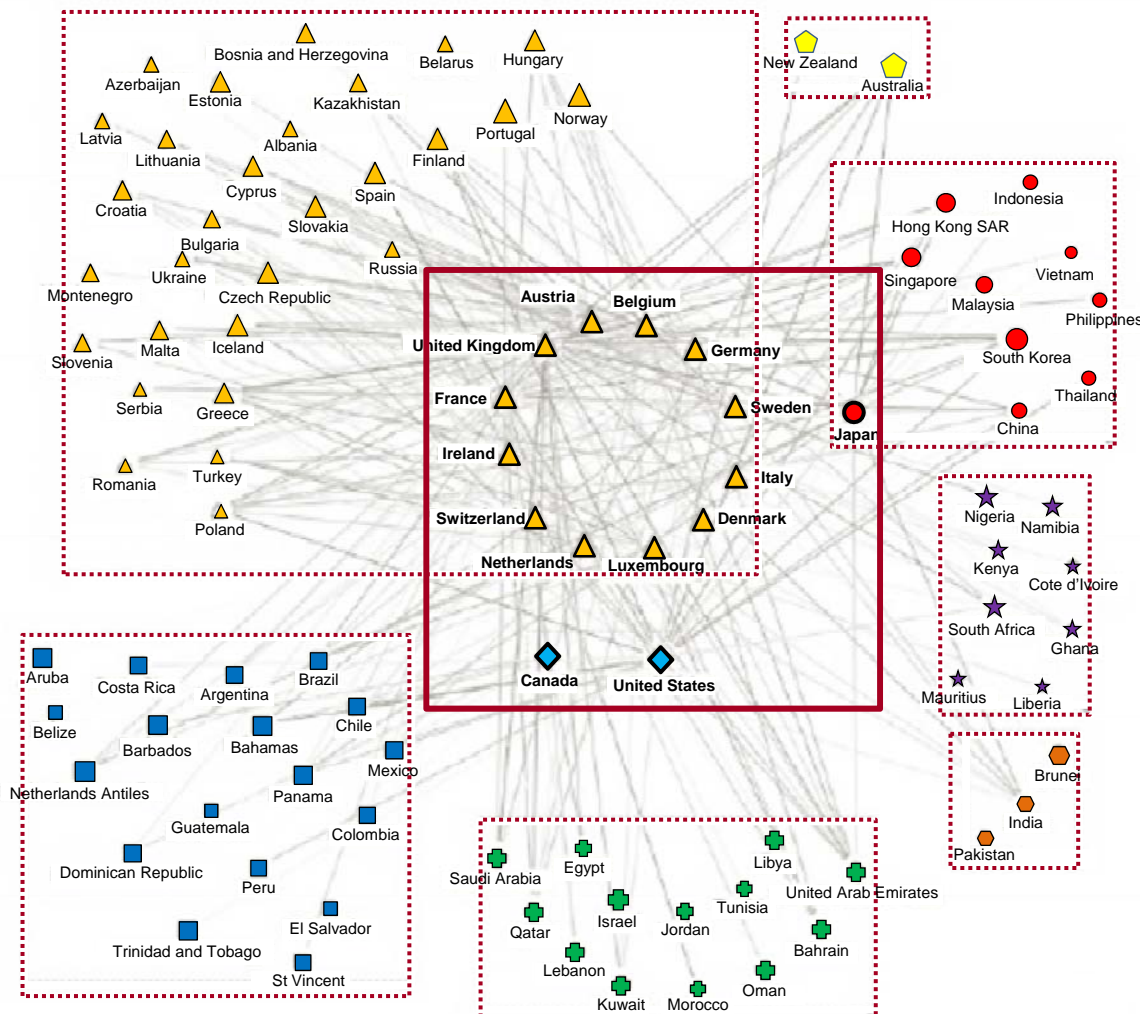 Bosnia and Herzegovina
Belarus
Hungary
New Zealand
Azerbaijan
Estonia
Kazakhstan
Australia
Portugal
Norway
Latvia
Lithuania
Albania
Finland
Cyprus
Spain
Indonesia
Croatia
Slovakia
Hong Kong SAR
Bulgaria
Ukraine
Russia
Singapore
Vietnam
Montenegro
Czech Republic
Malaysia
Austria
Belgium
Philippines
Slovenia
Malta
Iceland
United Kingdom
Germany
South Korea
Serbia
Greece
France
Sweden
Thailand
China
Japan
Ireland
Romania
Turkey
Italy
Poland
Switzerland
Denmark
Nigeria
Namibia
Netherlands
Luxembourg
Kenya
Cote d'Ivoire
South Africa
Ghana
Aruba
Costa Rica
Argentina
Brazil
Canada
United States
Mauritius
Liberia
Belize
Barbados
Bahamas
Chile
Netherlands Antiles
Panama
Mexico
Brunei
Guatemala
Colombia
India
Pakistan
Dominican Republic
Peru
Saudi Arabia
Egypt
Libya
United Arab Emirates
Trinidad and Tobago
El Salvador
Qatar
Israel
Jordan
Tunisia
Bahrain
St Vincent
Lebanon
Kuwait
Morocco
Oman